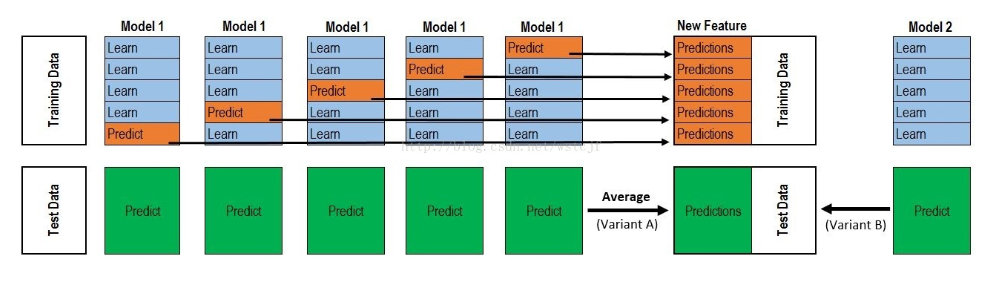 Model 1 Model 1 Model 1 Model 1 Model 1 New Feature Model 2
Training Data
Learn Learn Learn Learn Predict Predictions Learn
Learn Learn Learn Predict Learn Predictions Learn
Learn Learn Predict Learn Learn Predictions Learn
Learn Predict Learn Learn Learn Predictions Learn
Predict Learn Learn Learn Learn Predictions Learn
Training Data
http://blog.csdn.net/wstcjf
Test Data
Predict Predict Predict Predict Predict
Average
(Variant A)
Predictions
Test Data
(Variant B)
Predict